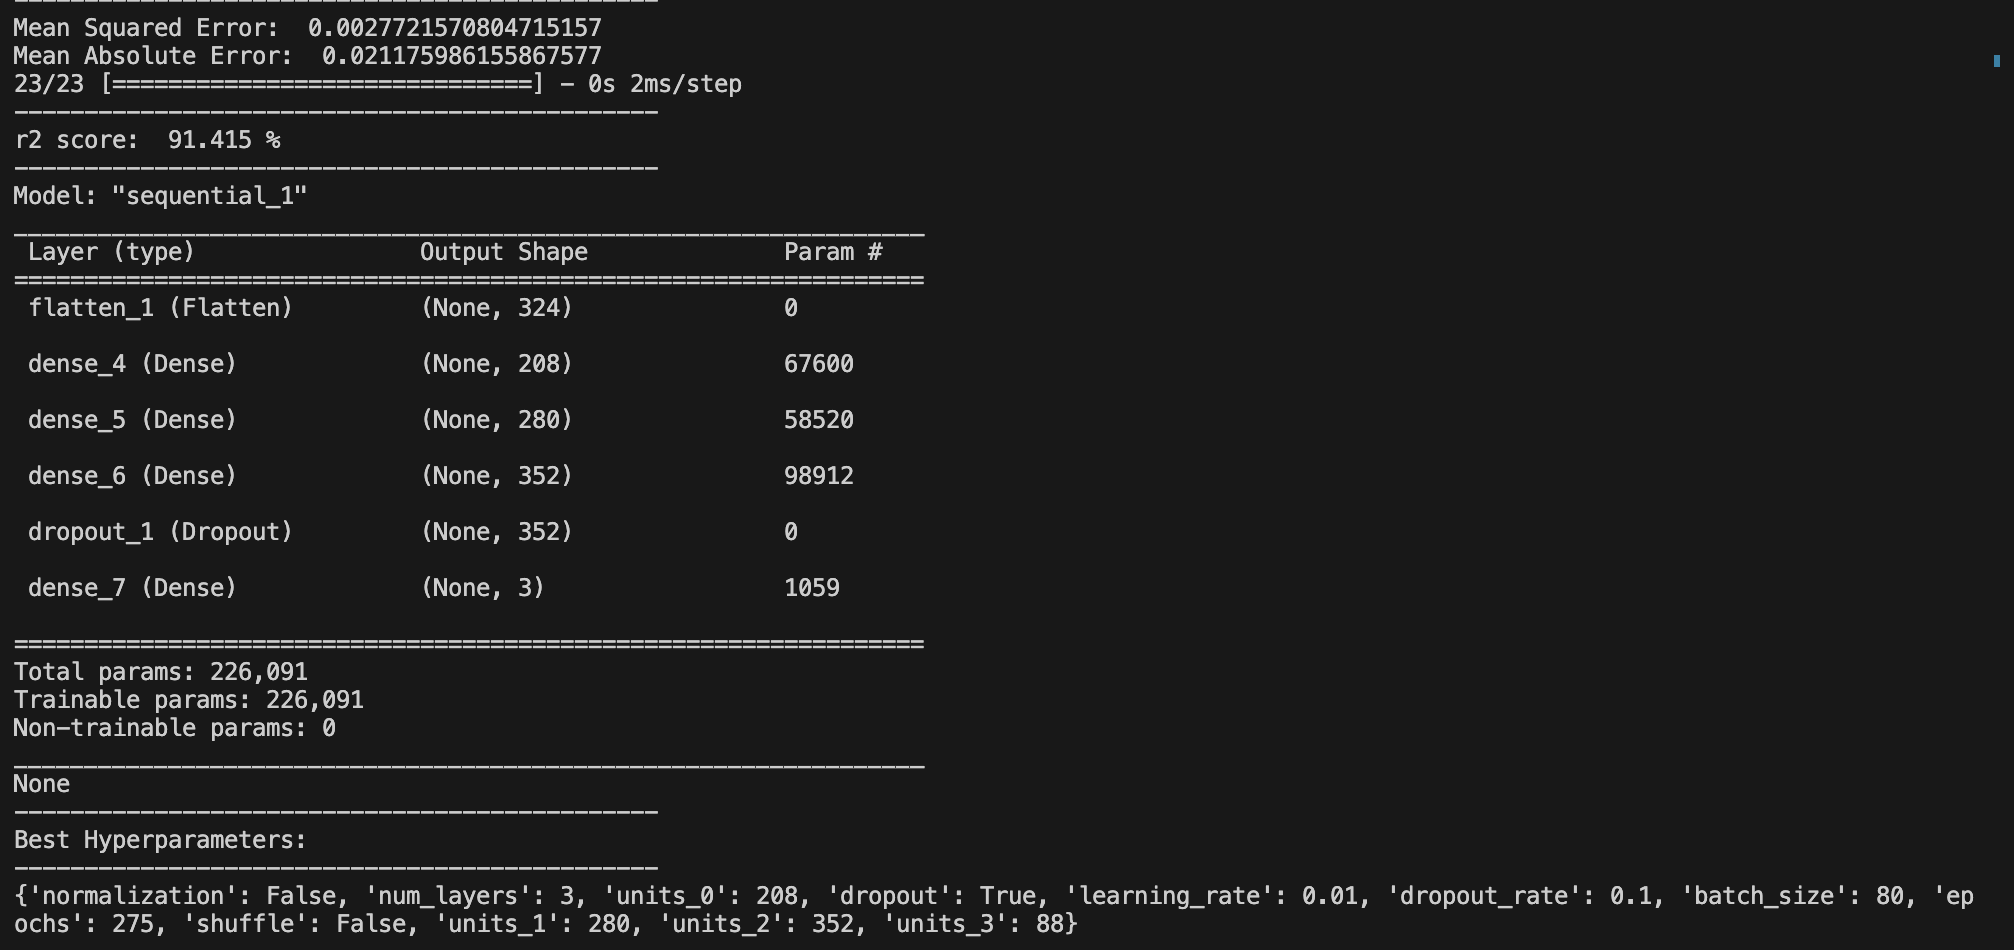 ----------------------------------------------
Mean Squared Error:  0.0027721570804715157
Mean Absolute Error:  0.021175986155867577
23/23 [==============================] - 0s 2ms/step
----------------------------------------------
r2 score:  91.415 %
----------------------------------------------
Model: "sequential_1"
_________________________________________________________________
 Layer (type)                Output Shape              Param #
=================================================================
 flatten_1 (Flatten)         (None, 324)               0
 dense_4 (Dense)             (None, 208)               67600
 dense_5 (Dense)             (None, 280)               58520
 dense_6 (Dense)             (None, 352)               98912
 dropout_1 (Dropout)         (None, 352)               0
 dense_7 (Dense)             (None, 3)                 1059
=================================================================
Total params: 226,091
Trainable params: 226,091
Non-trainable params: 0
_________________________________________________________________
None
----------------------------------------------
Best Hyperparameters:
----------------------------------------------
{'normalization': False, 'num_layers': 3, 'units_0': 208, 'dropout': True, 'learning_rate': 0.01, 'dropout_rate': 0.1, 'batch_size': 80, 'ep
ochs': 275, 'shuffle': False, 'units_1': 280, 'units_2': 352, 'units_3': 88}